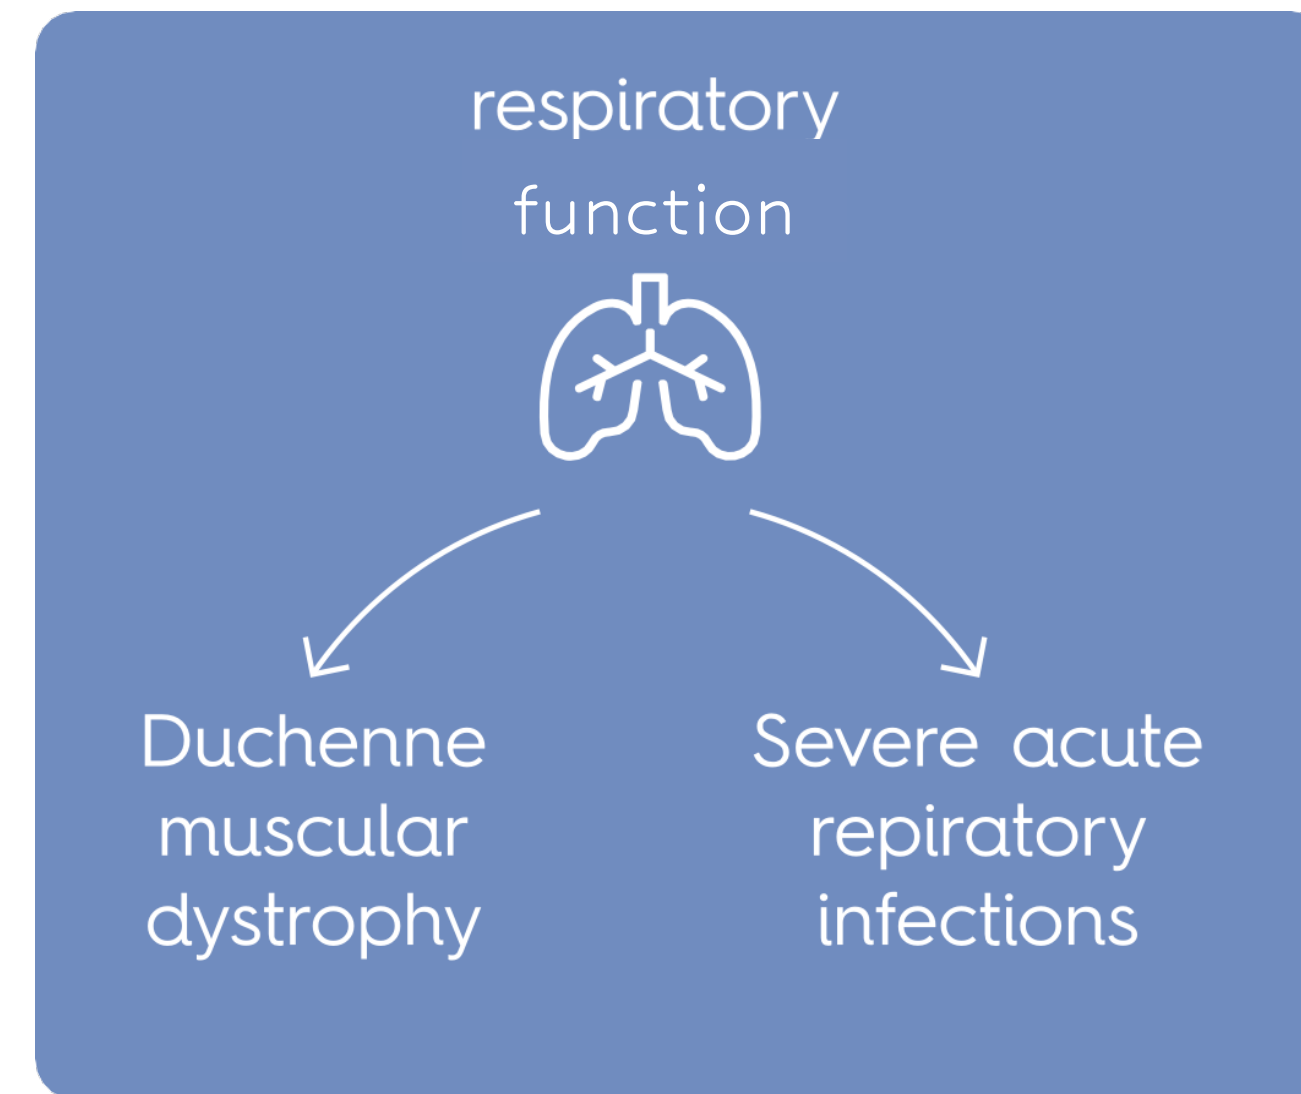 respiratory
function
Duchenne
muscular
dystrophy
Severe acute
repiratory
infections